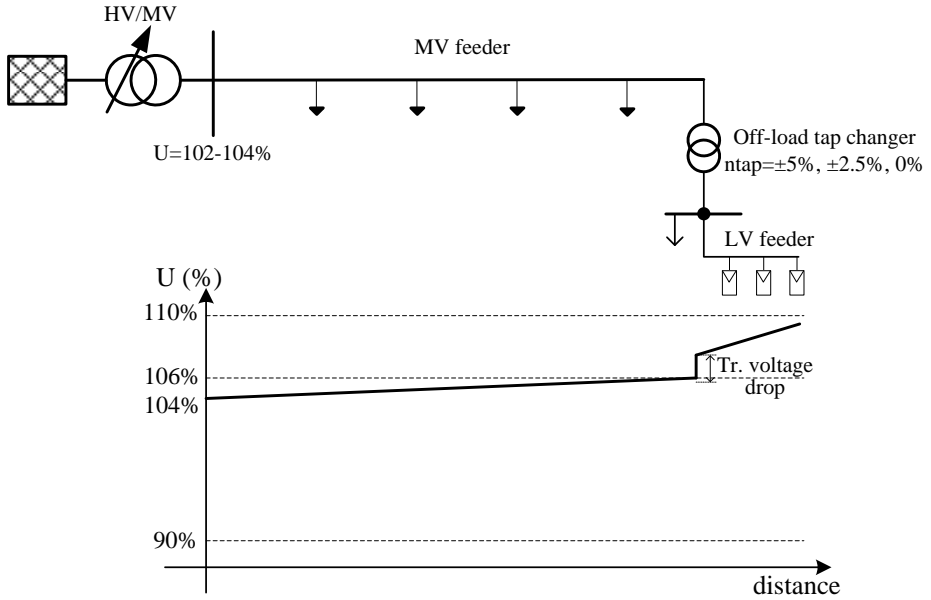 HV/MV
MV feeder
U=102-104%
Off-load tap changer
ntap=±5%, ±2.5%, 0%
LV feeder
U (%)
110%
106%
Tr. voltage
drop
104%
90%
distance